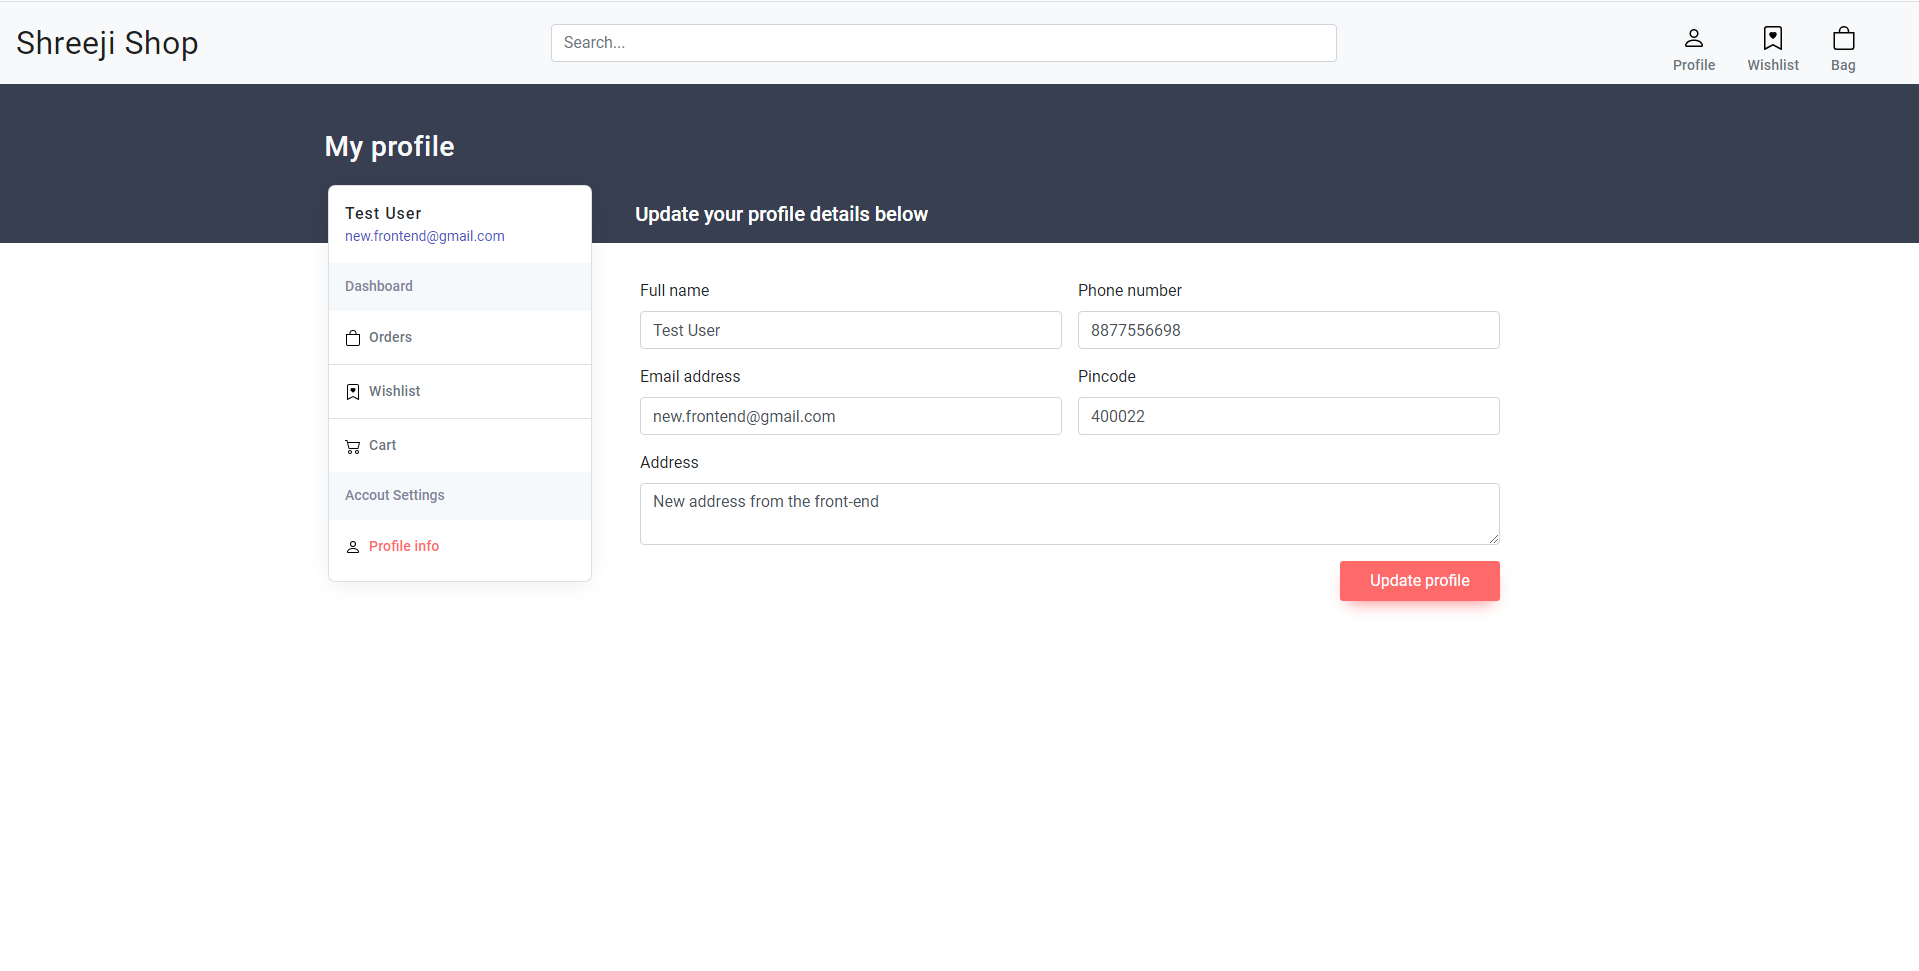 Shreeji Shop
Search...
Profile
Wishlist
Bag
My profile
Test User
new.frontend@gmail.com
Dashboard
Orders
Wishlist
Cart
Accout Settings
Profile info
Update your profile details below
Full name
Test User
Phone number
8877556698
Email address
new.frontend@gmail.com
Pincode
400022
Address
New address from the front-end
Update profile